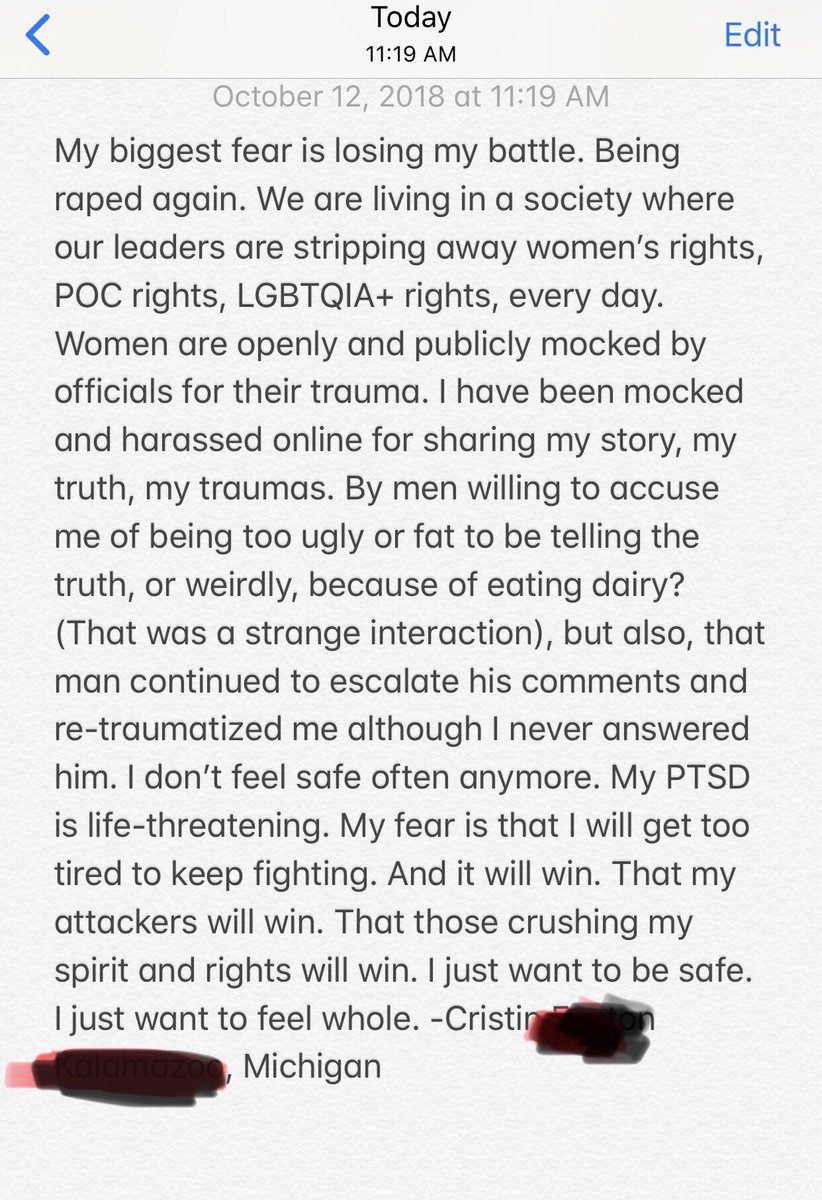 Today
11:19 AM
Edit
October 12, 2018 at 11:19 AM
My biggest fear is losing my battle. Being
raped again. We are living in a society where
our leaders are stripping away women’s rights,
POC rights, LGBTQIA+ rights, every day.
Women are openly and publicly mocked by
officials for their trauma. I have been mocked
and harassed online for sharing my story, my
truth, my traumas. By men willing to accuse
me of being too ugly or fat to be telling the
truth, or weirdly, because of eating dairy?
(That was a strange interaction), but also, that
man continued to escalate his comments and
re-traumatized me although I never answered
him. I don’t feel safe often anymore. My PTSD
is life-threatening. My fear is that I will get too
tired to keep fighting. And it will win. That my
attackers will win. That those crushing my
spirit and rights will win. I just want to be safe.
I just want to feel whole. -Cristin
, Michigan